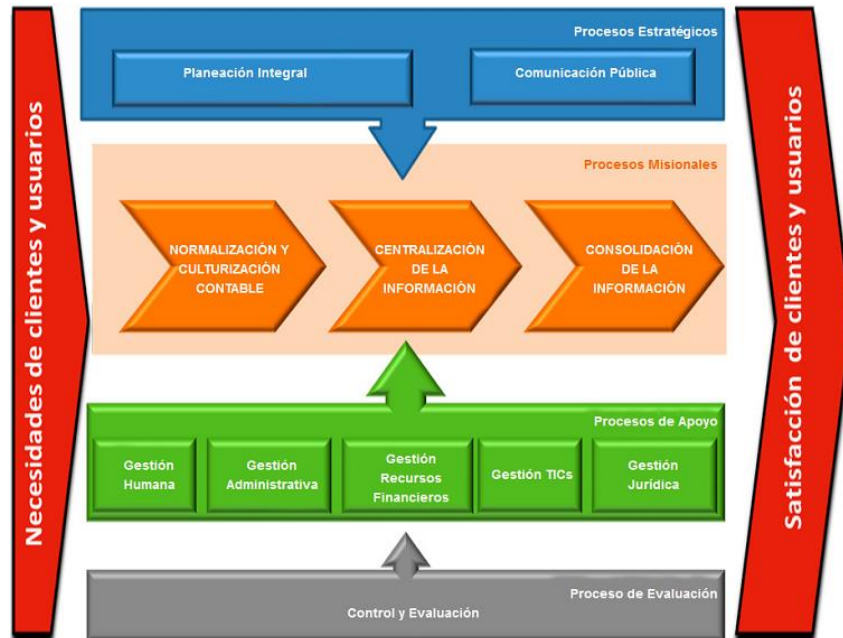 Necesidades de clientes y usuarios
Procesos Estratégicos
Planeación Integral
Comunicación Pública
Procesos Misionales
NORMALIZACIÓN Y
CULTURIZACIÓN
CONTABLE
CENTRALIZACIÓN
DE LA
INFORMACIÓN
CONSOLIDACIÓN
DE LA
INFORMACIÓN
Procesos de Apoyo
Gestión
Humana
Gestión
Administrativa
Gestión
Recursos
Financieros
Gestión TICs
Gestión
Jurídica
Proceso de Evaluación
Control y Evaluación
Satisfacción de clientes y usuarios